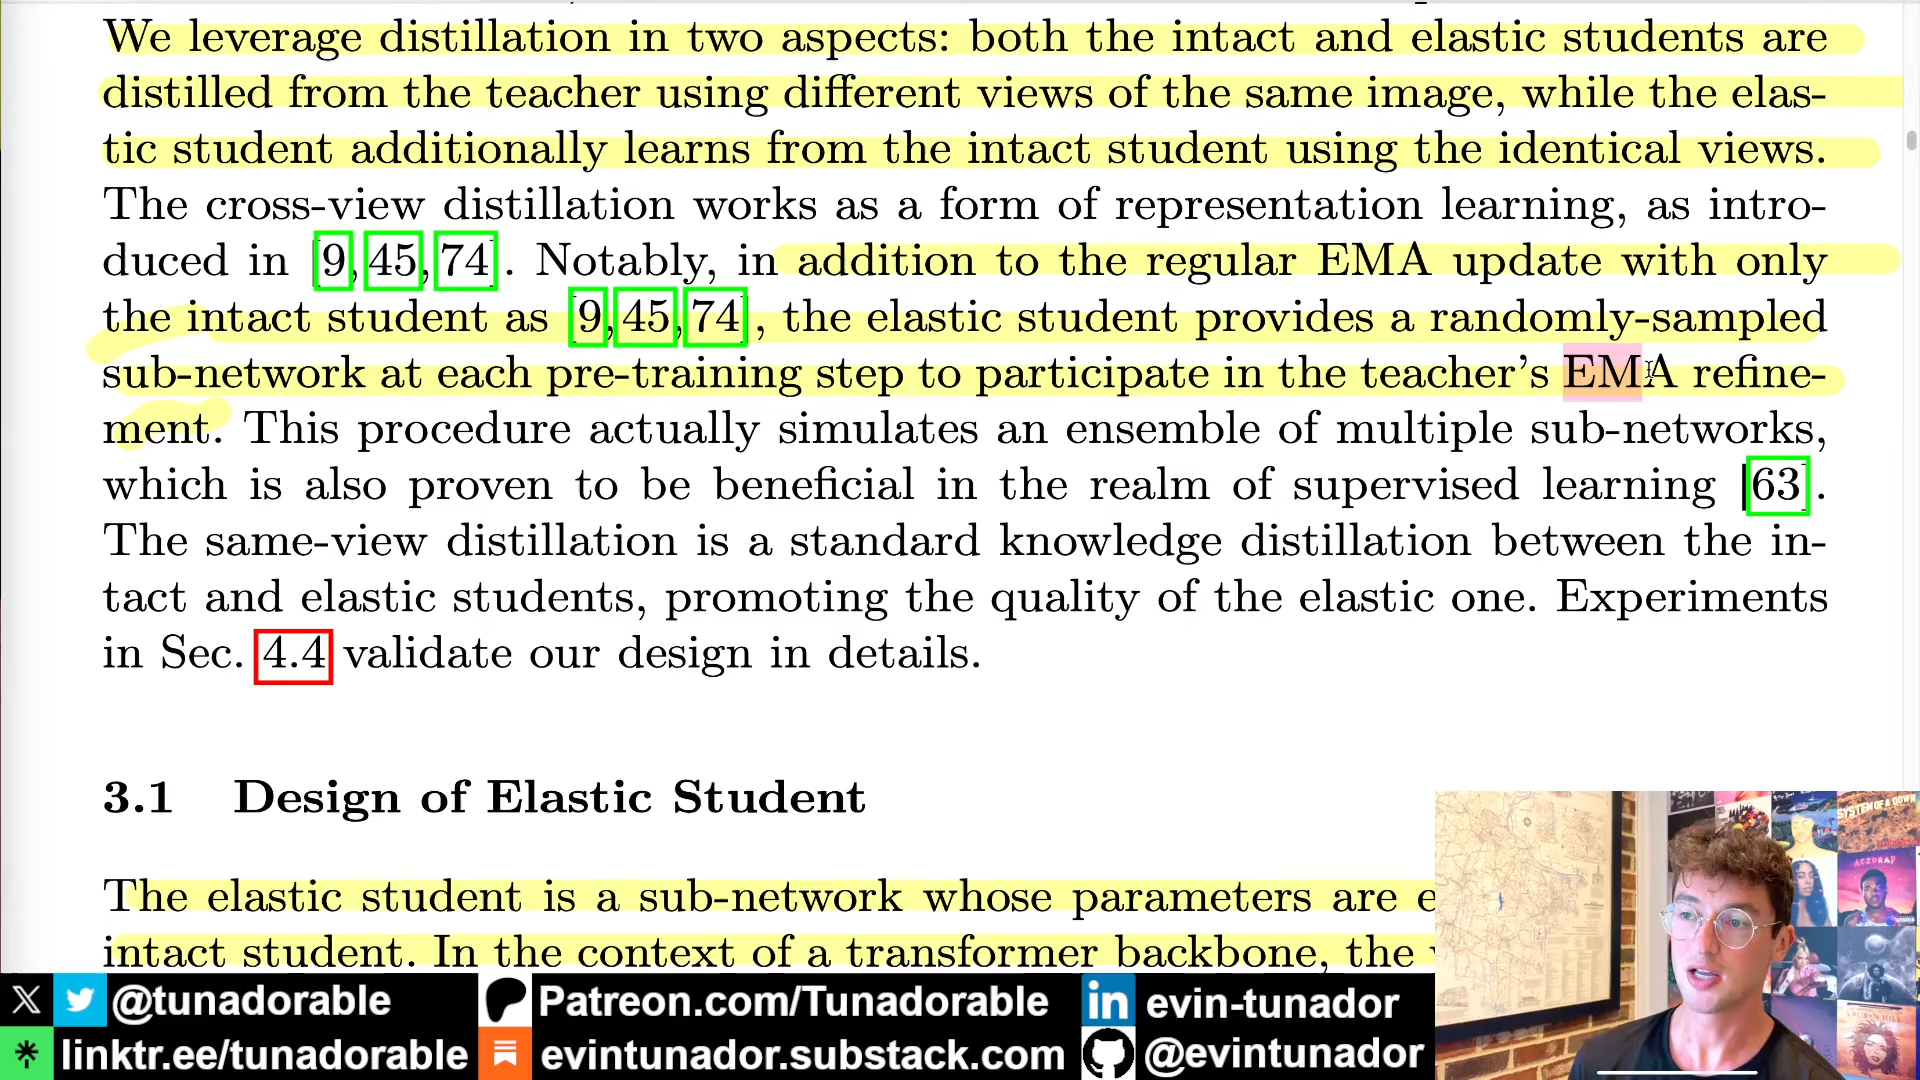 We leverage distillation in two aspects: both the intact and elastic students are
distilled from the teacher using different views of the same image, while the elas-
tic student additionally learns from the intact student using the identical views.
The cross-view distillation works as a form of representation learning, as intro-
duced in [9,45,74]. Notably, in addition to the regular EMA update with only
the intact student as [9,45,74], the elastic student provides a randomly-sampled
sub-network at each pre-training step to participate in the teacher's EMA refine-
ment. This procedure actually simulates an ensemble of multiple sub-networks,
which is also proven to be beneficial in the realm of supervised learning [63].
The same-view distillation is a standard knowledge distillation between the in-
tact and elastic students, promoting the quality of the elastic one. Experiments
in Sec. 4.4 validate our design in details.
3.1 Design of Elastic Student
The elastic student is a sub-network whose parameters are e
intact student. In the context of a transformer backbone, the
SYSTEM OF A DOWN
ACID RAP
LAURYN HILL
@tunadorable
Patreon.com/Tunadorable
in evin-tunador
linktr.ee/tunadorable
evintunador.substack.com
@evintunador